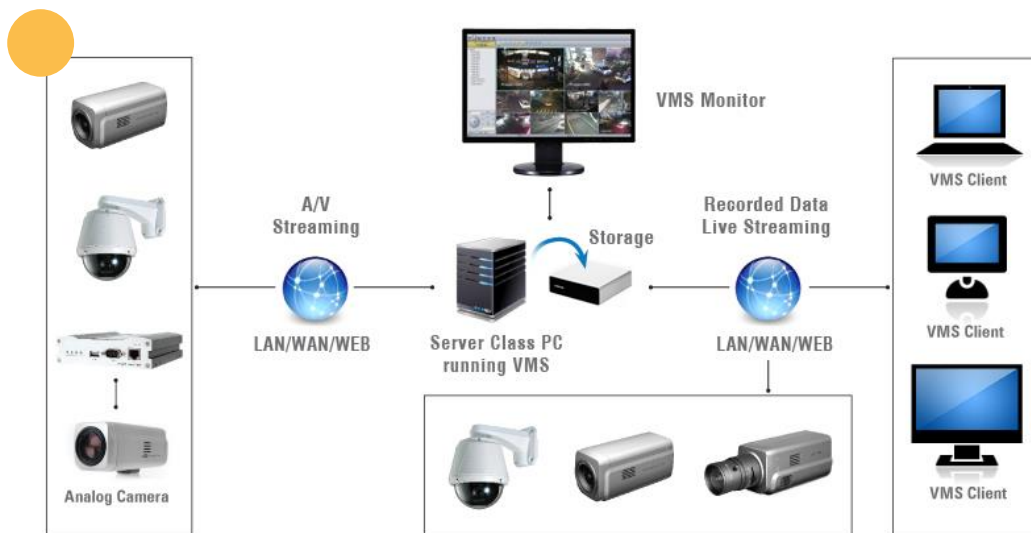 VMS Monitor
A/V
Streaming
Recorded Data
Live Streaming
Storage
LAN/WAN/WEB
Server Class PC
running VMS
LAN/WAN/WEB
Analog Camera
VMS Client
VMS Client
VMS Client